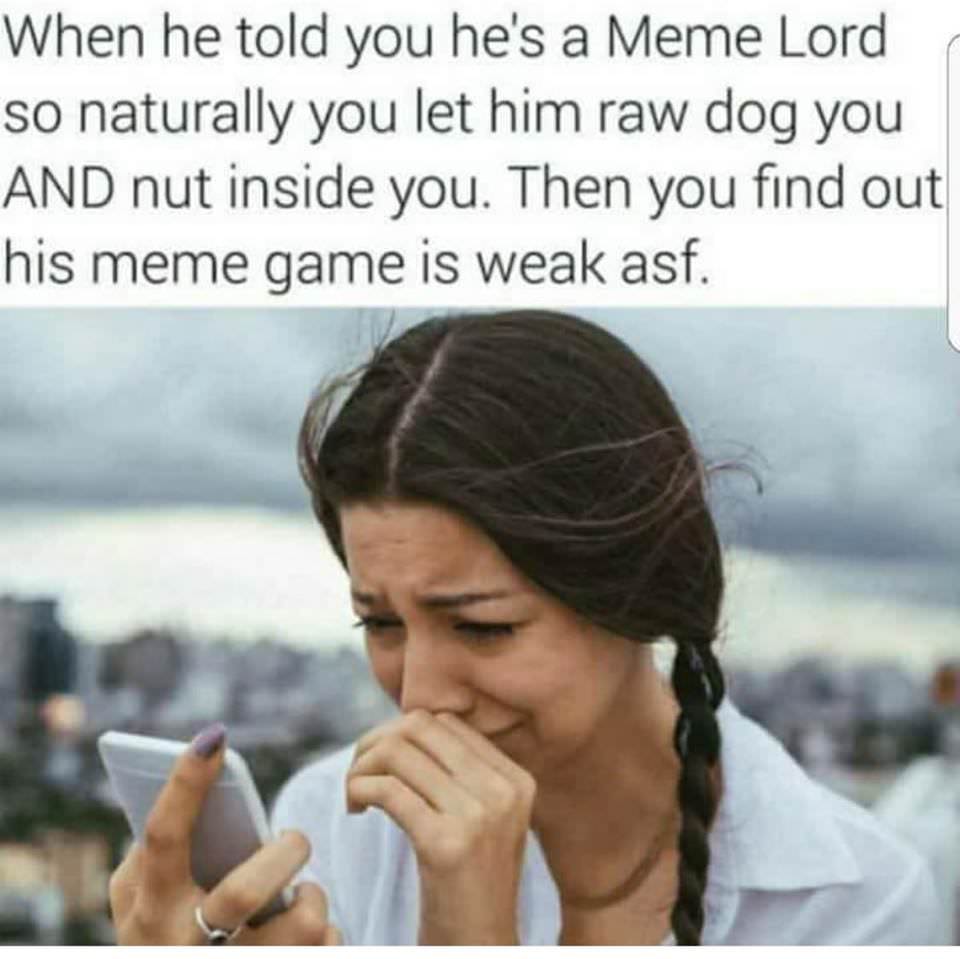 When he told you he's a Meme Lord
so naturally you let him raw dog you
AND nut inside you. Then you find out
his meme game is weak asf.